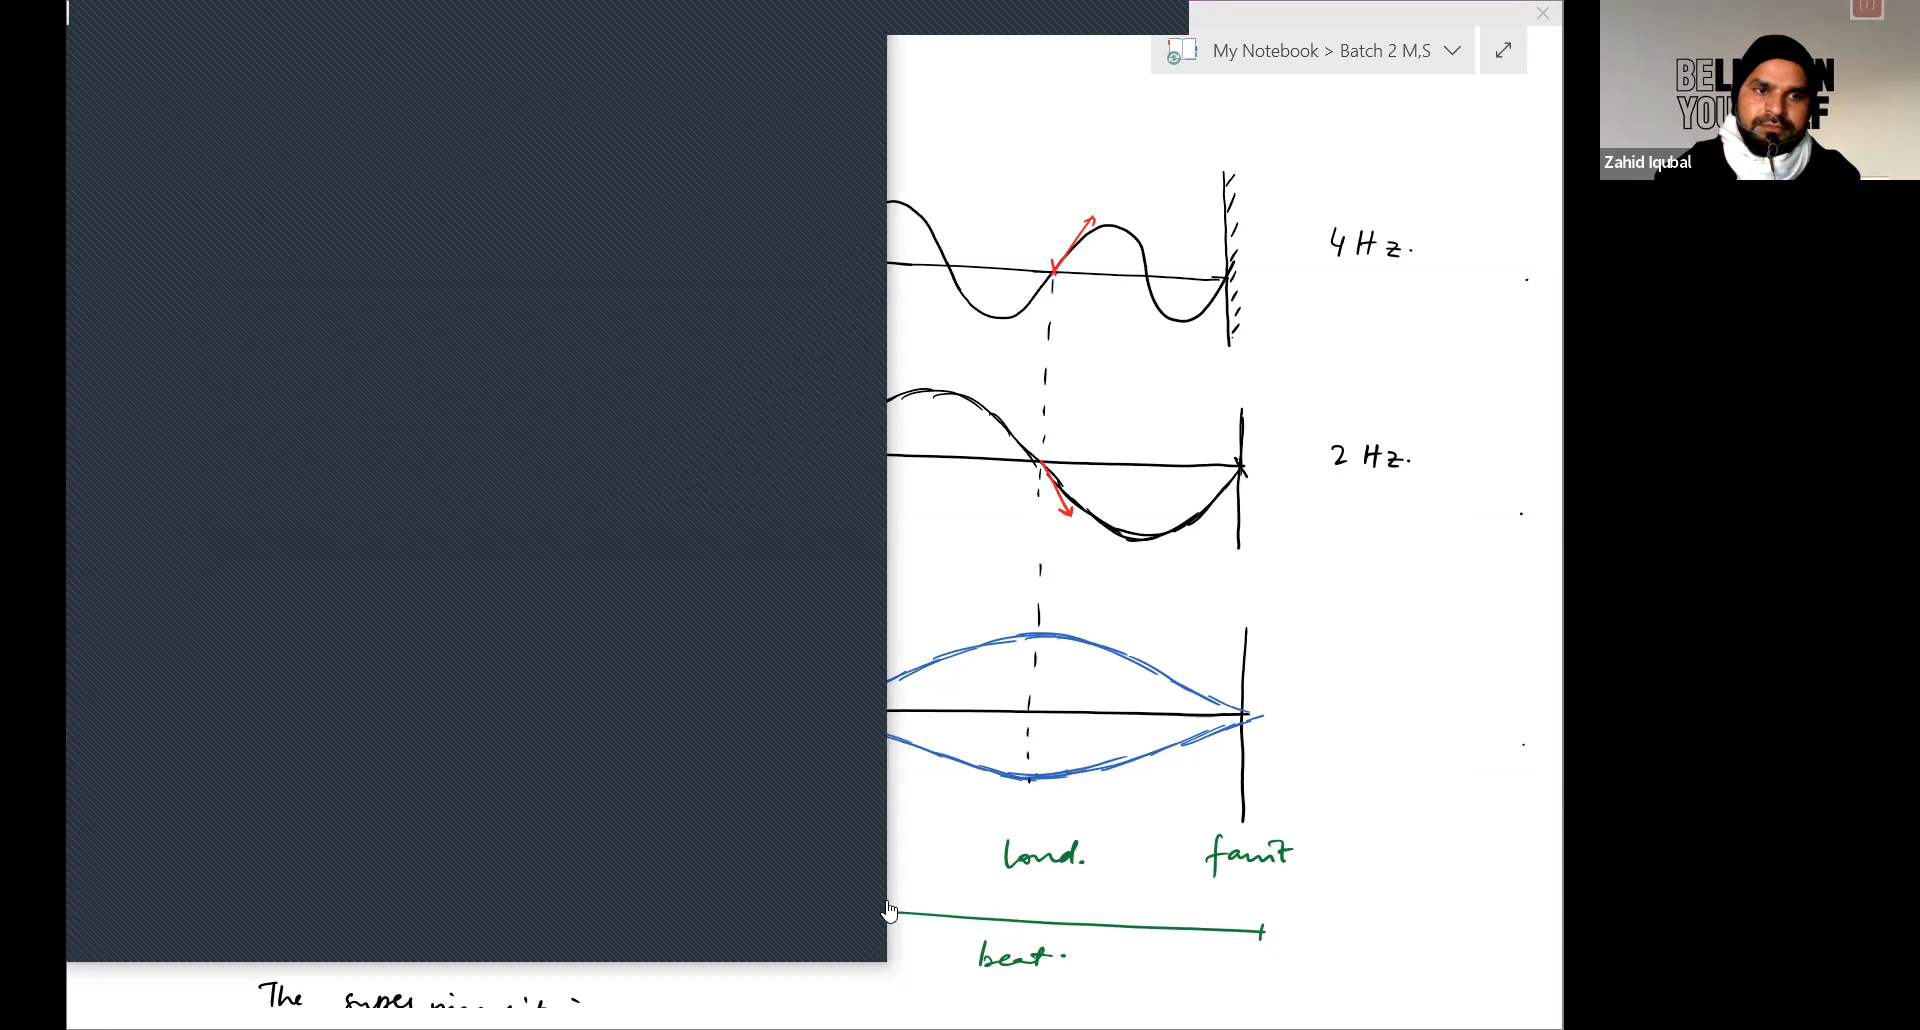 My Notebook > Batch 2 M,S
Zahid Iqubal
4 Hz.
2 Hz.
loud.
faint
beat.
The